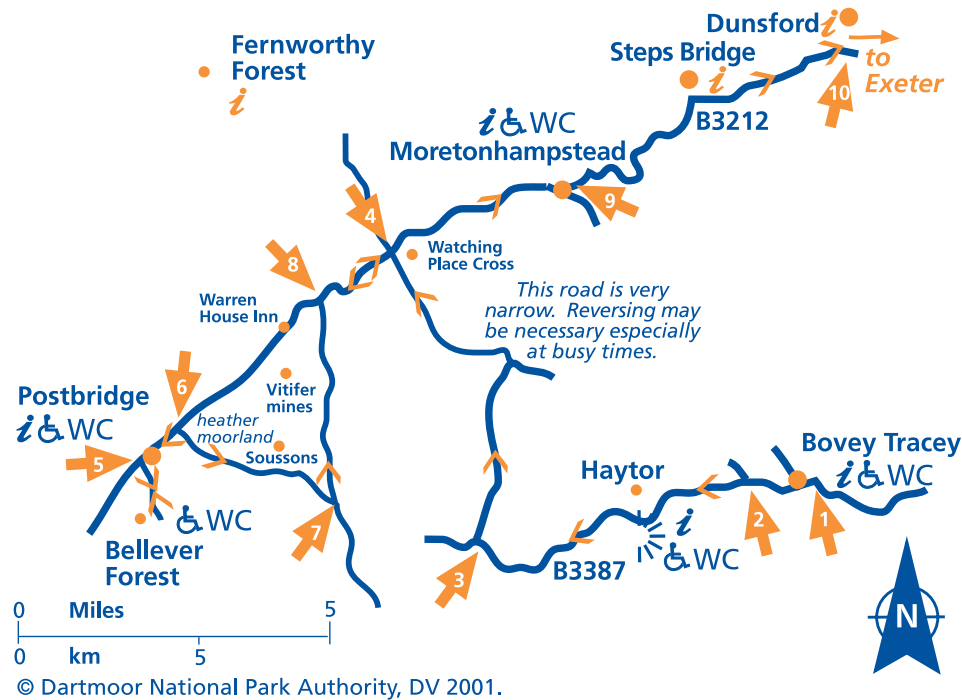 Dunsford i
Steps Bridge
i
to
Exeter
10
B3212
Fernworthy
Forest
i
i WC
Moretonhampstead
9
4
8
Watching
Place Cross
Warren
House Inn
This road is very
narrow. Reversing may
be necessary especially
at busy times.
6
Postbridge
i WC
5
Vitifer
mines
heather
moorland
Soussons
WC
Bellever
Forest
7
Bovey Tracey
i WC
Haytor
i
WC
2
1
3
B3387
N
0 Miles 5
0 km 5
© Dartmoor National Park Authority, DV 2001.